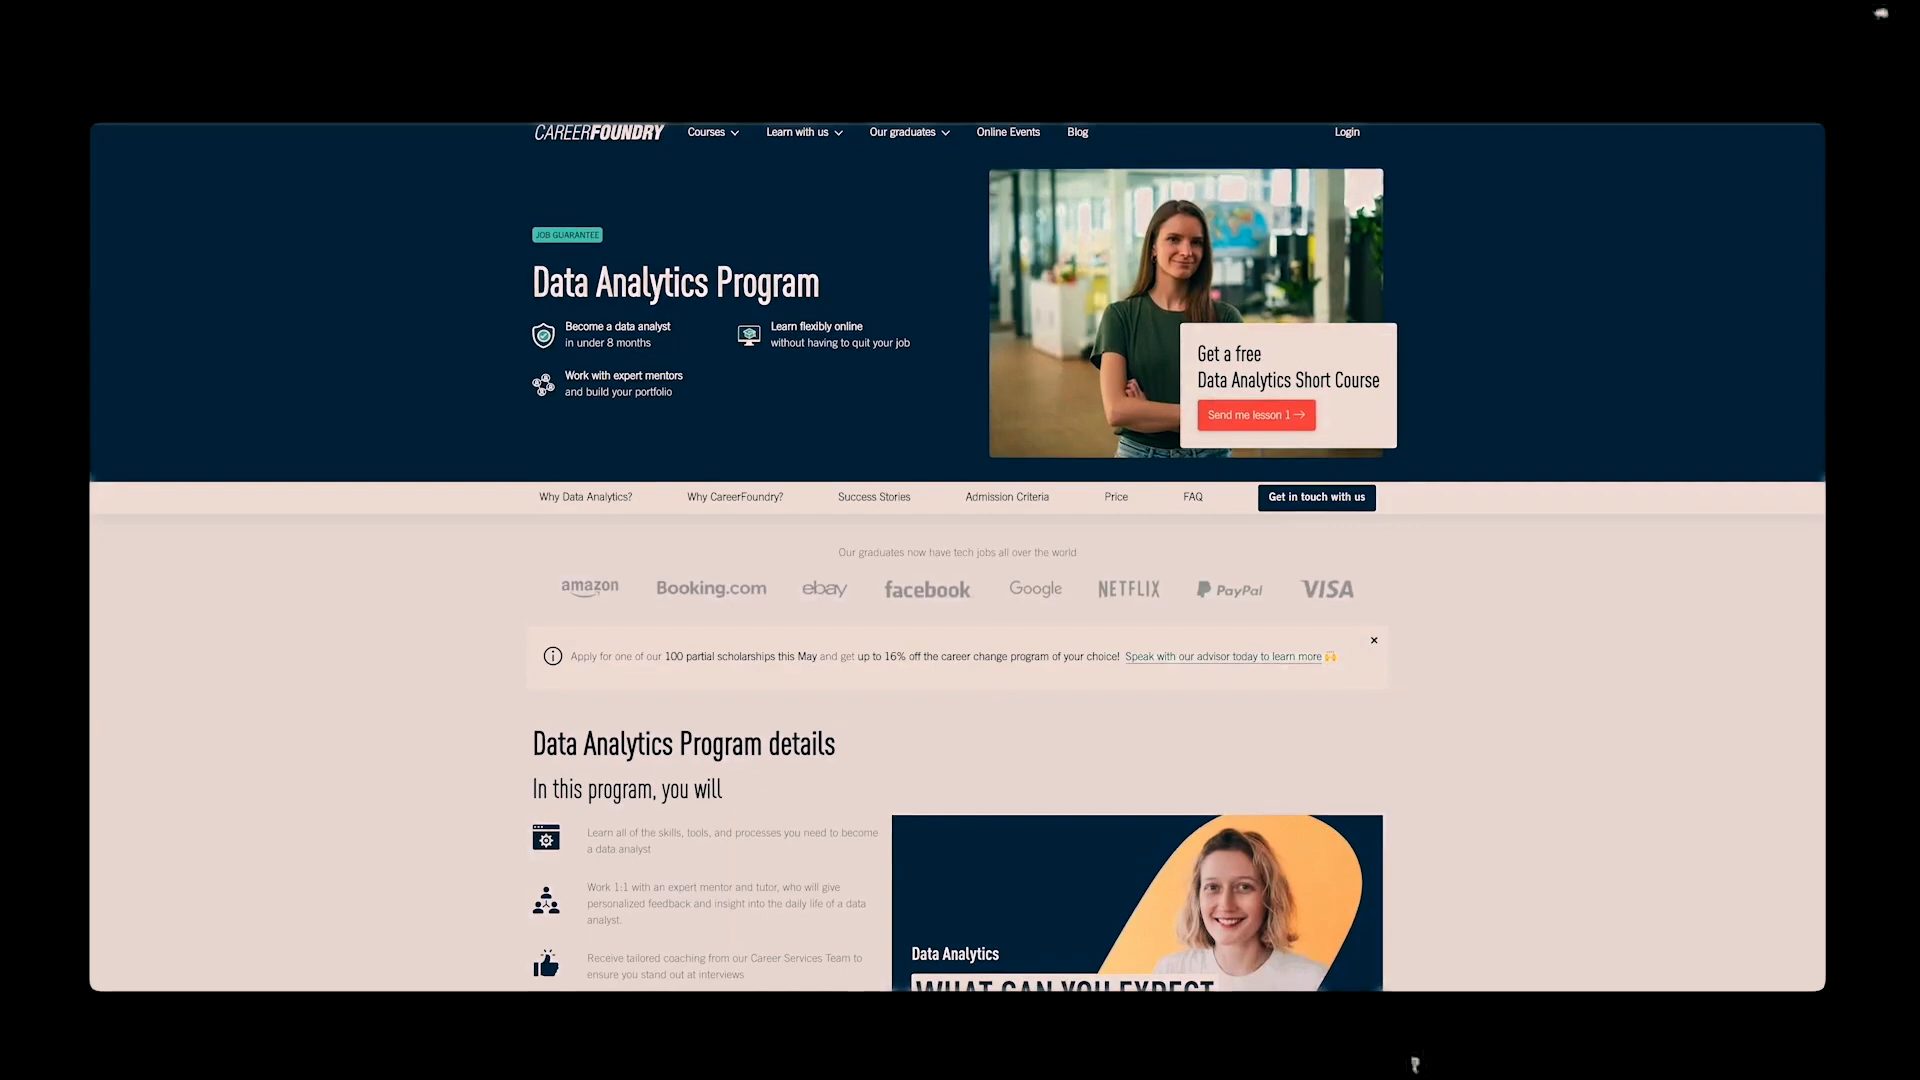 CAREERFOUNDRY
Courses
Learn with us
Our graduates
Online Events
Blog
Login
JOB GUARANTEE
Data Analytics Program
Become a data analyst
in under 8 months
Learn flexibly online
without having to quit your job
Work with expert mentors
and build your portfolio
Get a free
Data Analytics Short Course
Send me lesson 1 →
Why Data Analytics?
Why CareerFoundry?
Success Stories
Admission Criteria
Price
FAQ
Get in touch with us
Our graduates now have tech jobs all over the world
amazon
Booking.com
ebay
facebook
Google
NETFLIX
PayPal
VISA
Apply for one of our 100 partial scholarships this May and get up to 16% off the career change program of your choice! Speak with our advisor today to learn more 🙌
Data Analytics Program details
In this program, you will
Learn all of the skills, tools, and processes you need to become
a data analyst
Work 1:1 with an expert mentor and tutor, who will give
personalized feedback and insight into the daily life of a data
analyst.
Receive tailored coaching from our Career Services Team to
ensure you stand out at interviews
Data Analytics
WHAT CAN YOU EXPECT